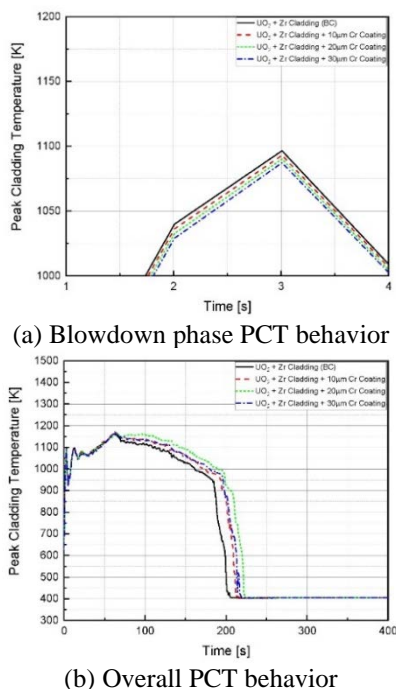 1200
1150
1100
1050
1000
Peak Cladding Temperature [K]
UO₂ + Zr Cladding (BC)
UO₂ + Zr Cladding + 10μm Cr Coating
UO₂ + Zr Cladding + 20μm Cr Coating
UO₂ + Zr Cladding + 30μm Cr Coating
1 2 3 4
Time [s]
(a) Blowdown phase PCT behavior
1500
1400
1300
1200
1100
1000
900
800
700
600
500
400
300
Peak Cladding Temperature [K]
UO₂ + Zr Cladding (BC)
UO₂ + Zr Cladding + 10μm Cr Coating
UO₂ + Zr Cladding + 20μm Cr Coating
UO₂ + Zr Cladding + 30μm Cr Coating
0 100 200 300 400
Time [s]
(b) Overall PCT behavior